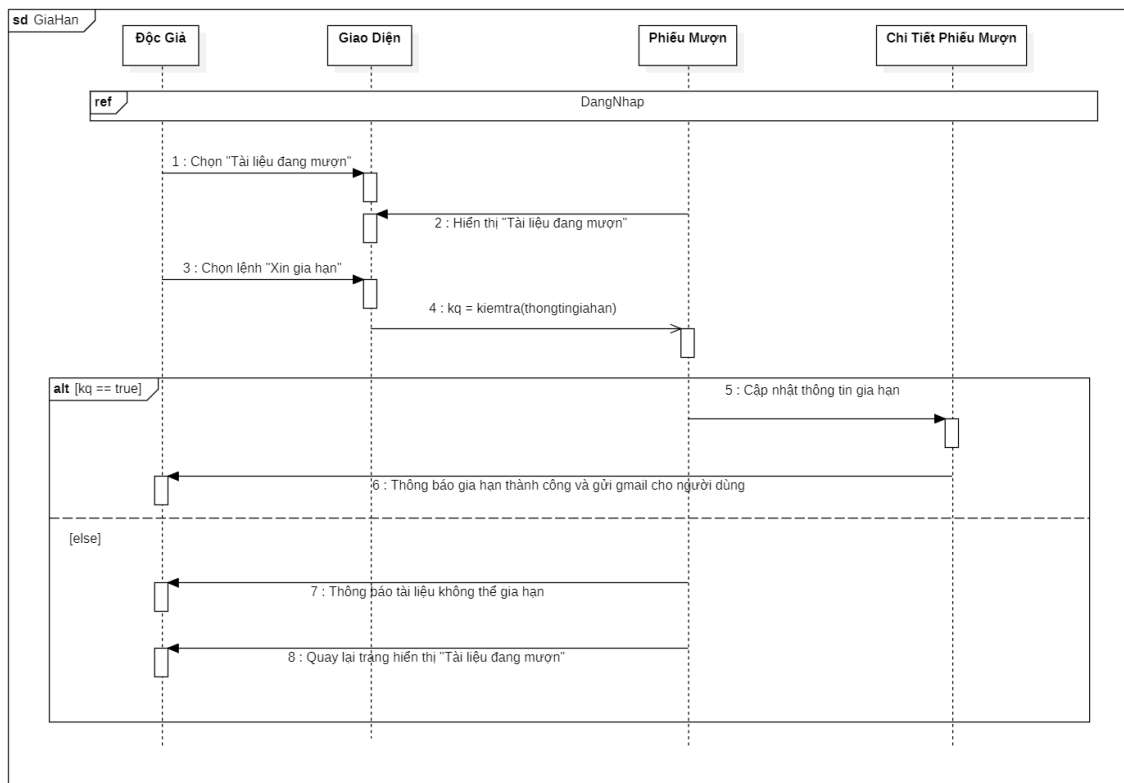 sd GiaHan
Độc Giả
Giao Diện
Phiếu Mượn
Chi Tiết Phiếu Mượn
ref
DangNhap
1 : Chọn "Tài liệu đang mượn"
2 : Hiển thị "Tài liệu đang mượn"
3 : Chọn lệnh "Xin gia hạn"
4 : kq = kiemtra(thongtingiahan)
alt [kq == true]
5 : Cập nhật thông tin gia hạn
6 : Thông báo gia hạn thành công và gửi gmail cho người dùng
[else]
7 : Thông báo tài liệu không thể gia hạn
8 : Quay lại trang hiển thị "Tài liệu đang mượn"